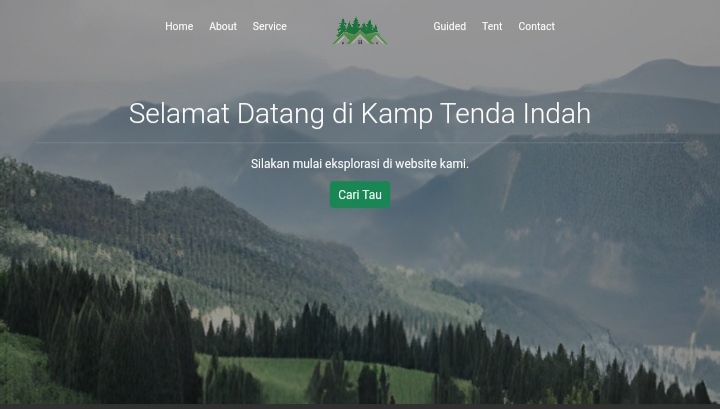 Home About Service Guided Tent Contact
Selamat Datang di Kamp Tenda Indah
Silakan mulai eksplorasi di website kami.
Cari Tau